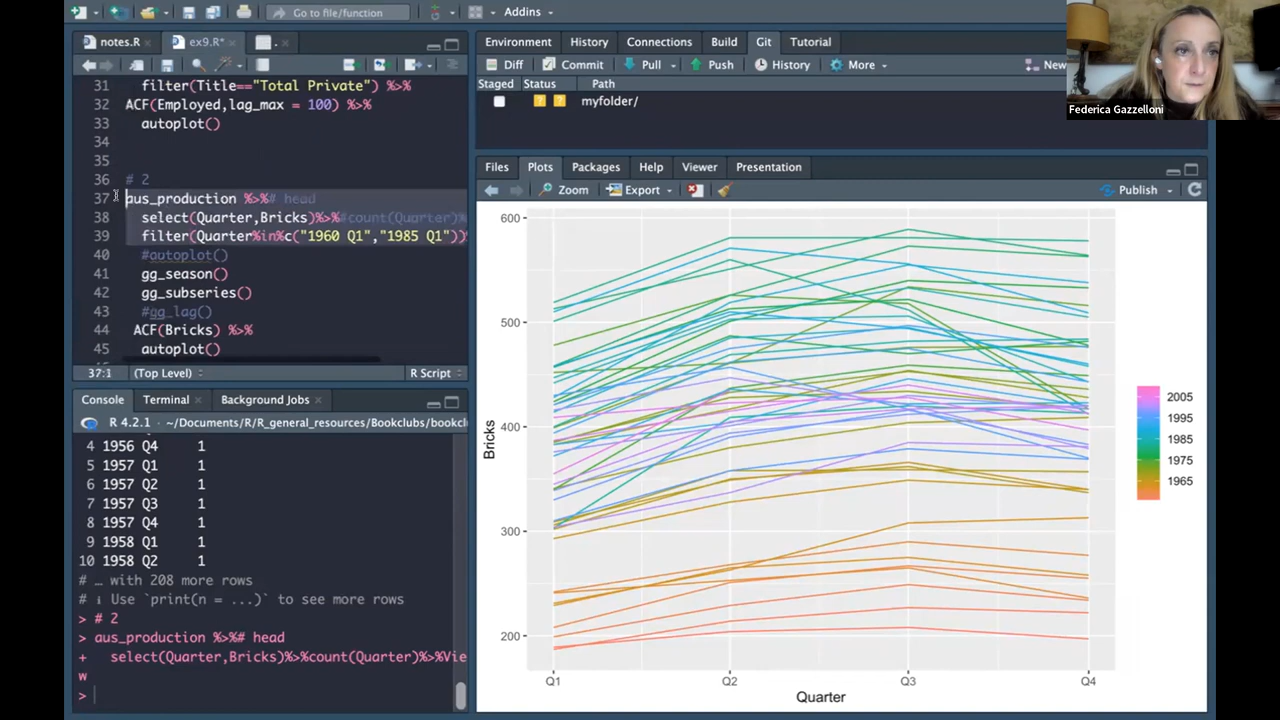 Go to file/function
Addins
notes.R
ex9.R*
.
31 filter(Title=="Total Private") %>%
32 ACF(Employed,lag_max = 100) %>%
33 autoplot()
34
35
36 # 2
37 aus_production %>%# head
38 select(Quarter,Bricks)%>%#count(Quarter)%
39 filter(Quarter%in%c("1960 Q1","1985 Q1"))%
40 #autoplot()
41 gg_season()
42 gg_subseries()
43 #gg_lag()
44 ACF(Bricks) %>%
45 autoplot()
37:1 (Top Level) R Script
Console Terminal Background Jobs
R 4.2.1 · ~/Documents/R/R_general_resources/Bookclubs/bookcl
4 1956 Q4 1
5 1957 Q1 1
6 1957 Q2 1
7 1957 Q3 1
8 1957 Q4 1
9 1958 Q1 1
10 1958 Q2 1
# … with 208 more rows
# ℹ Use `print(n = ...)` to see more rows
> # 2
> aus_production %>%# head
+ select(Quarter,Bricks)%>%count(Quarter)%>%Vie
w
>
Environment History Connections Build Git Tutorial
Diff Commit Pull Push History More New
Staged Status Path
? ? myfolder/
Files Plots Packages Help Viewer Presentation
Zoom Export Publish
600
500
400
300
200
Bricks
Q1 Q2 Q3 Q4
Quarter
2005
1995
1985
1975
1965
Federica Gazzelloni